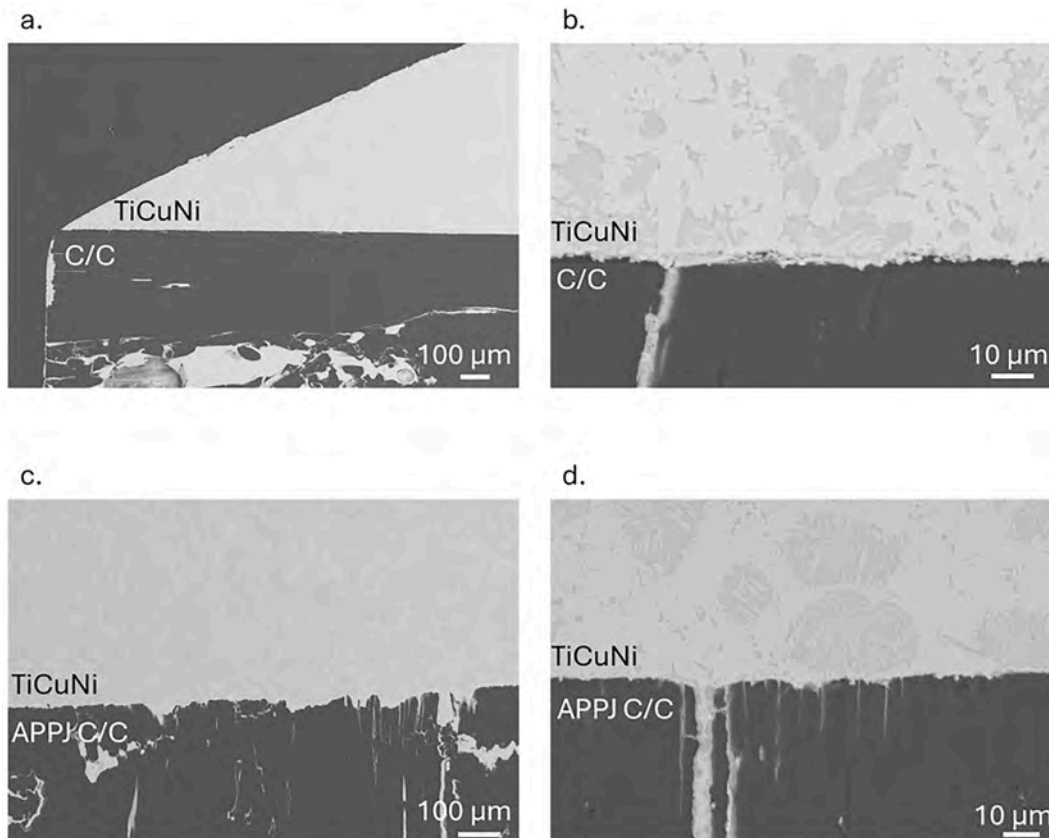 a.
b.
TiCuNi
C/C
100 µm
TiCuNi
C/C
10 µm
c.
d.
TiCuNi
APPJ C/C
100 µm
TiCuNi
APPJ C/C
10 µm